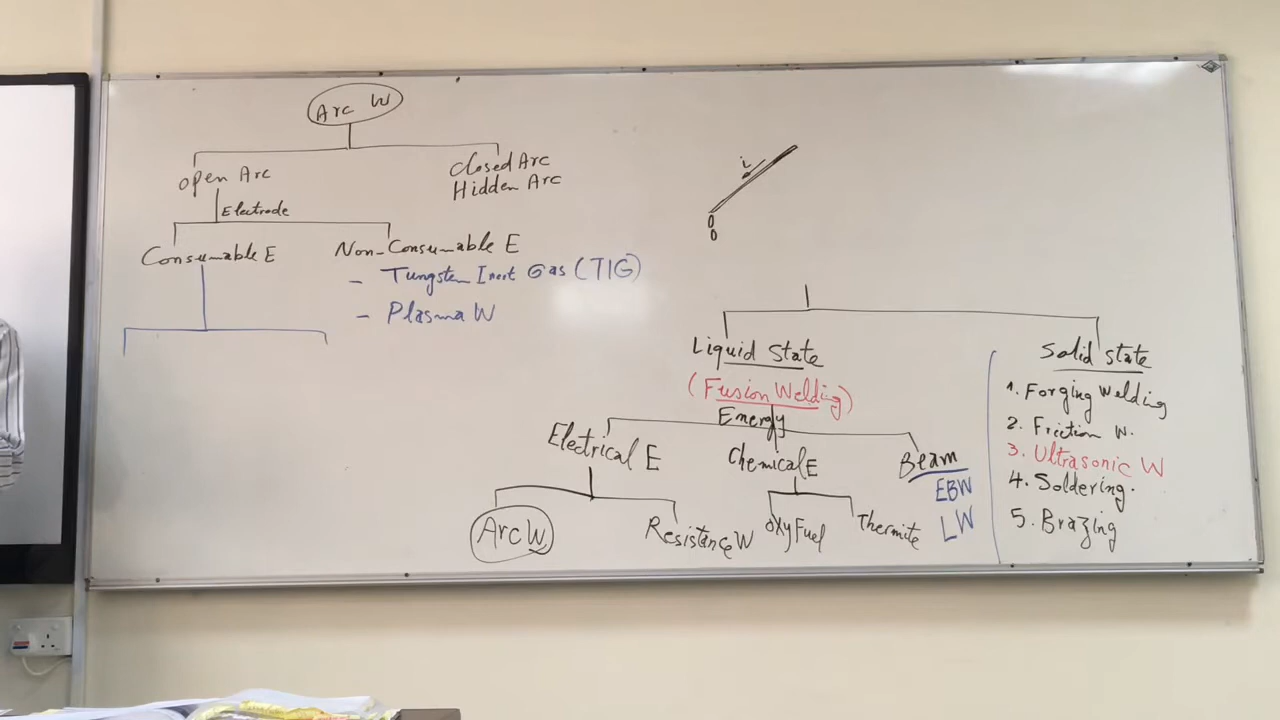 Arc W
open Arc
Closed Arc
Hidden Arc
Electrode
Consumable E
Non-Consumable E
- Tungsten Inert Gas (TIG)
- Plasma W
i
Liquid State
(Fusion Welding)
Energy
Electrical E
Chemical E
Beam
EBW
LW
Arc W
Resistance W
oxyFuel
Thermite
Solid state
1. Forging Welding
2. Friction W.
3. Ultrasonic W
4. Soldering.
5. Brazing